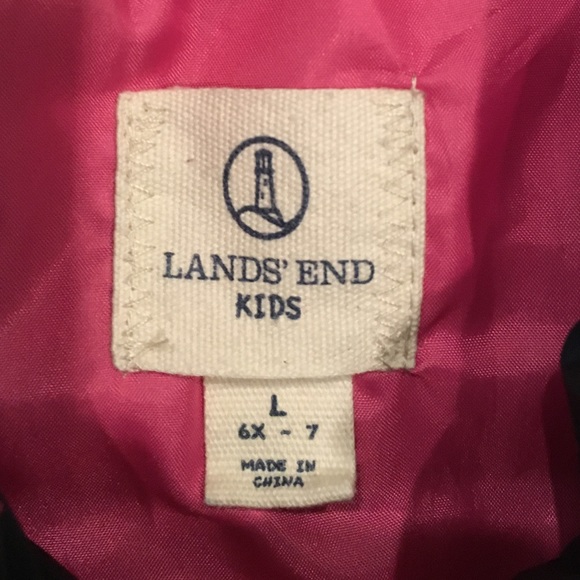 LANDS' END
KIDS
L
6X - 7
MADE IN
CHINA